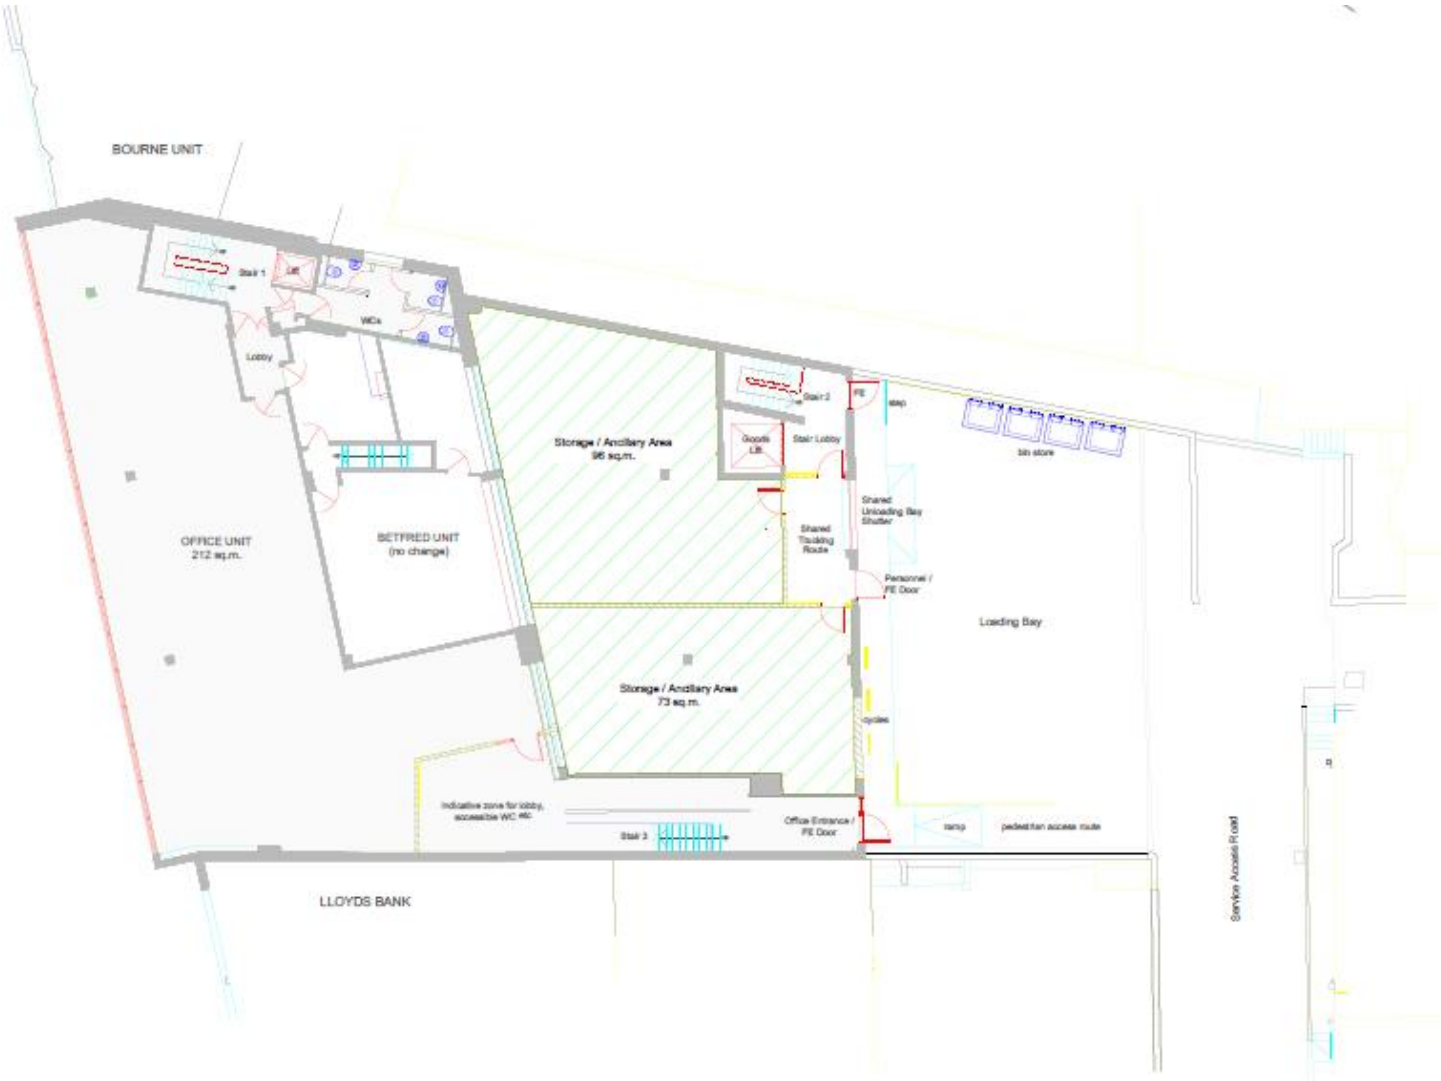 BOURNE UNIT
Stair 1
Lift
WCs
Lobby
Stair 2
FE
step
Storage / Ancillary Area
96 sq.m.
Goods
Lift
Stair Lobby
bin store
Shared
Unloading Bay
Shutter
OFFICE UNIT
212 sq.m.
BETFRED UNIT
(no change)
Shared
Trucking
Route
Personnel /
FE Door
Loading Bay
Storage / Ancillary Area
73 sq.m.
cycles
Indicative zone for lobby,
accessible WC etc
Stair 3
Office Entrance /
FE Door
ramp
pedestrian access route
Service Access Road
LLOYDS BANK